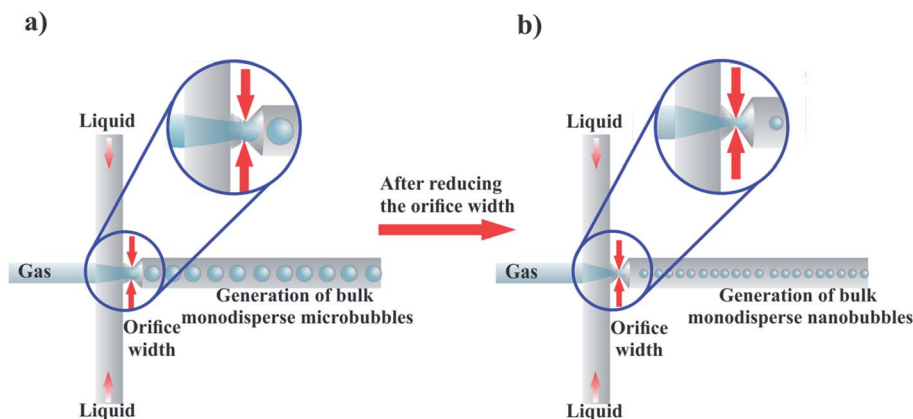 a)
Liquid
Gas
Orifice
width
Generation of bulk
monodisperse microbubbles
Liquid
After reducing
the orifice width
b)
Liquid
Gas
Orifice
width
Generation of bulk
monodisperse nanobubbles
Liquid